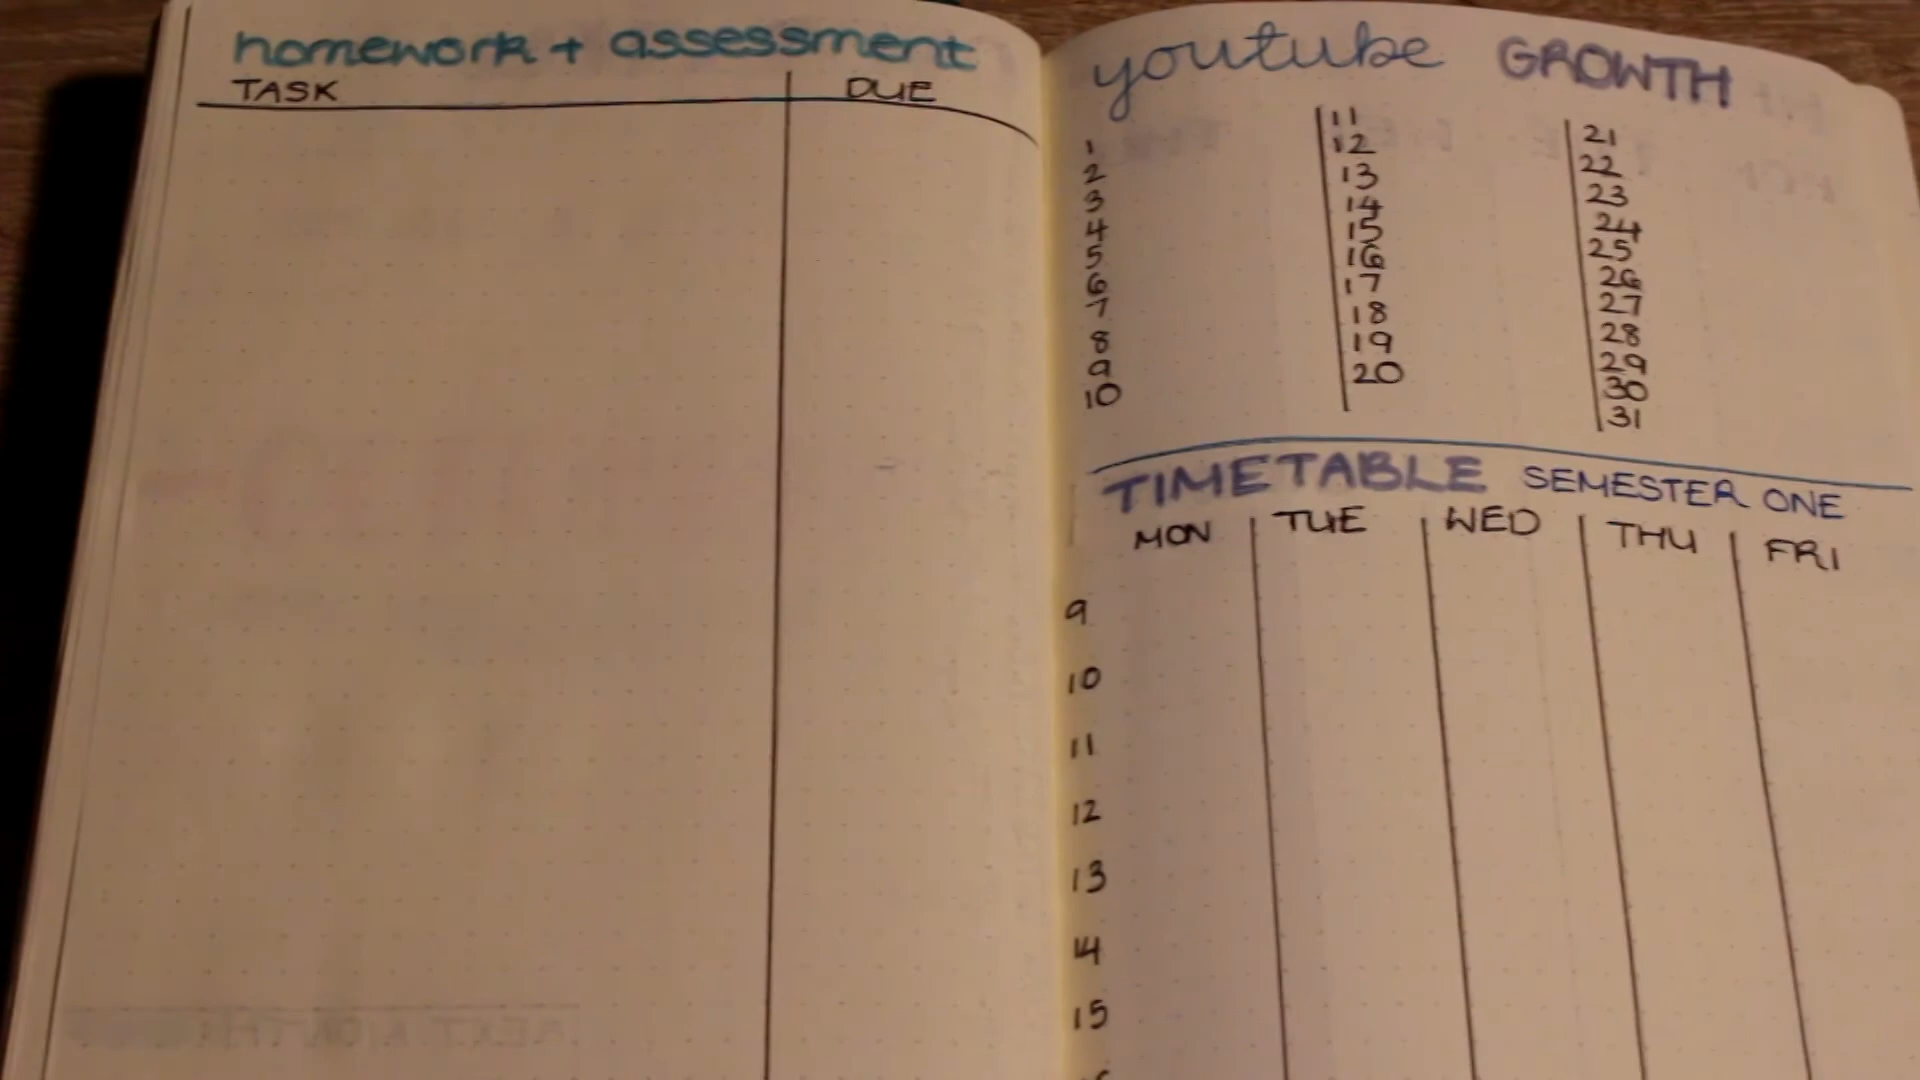 homework + assessment
TASK DUE
youtube GROWTH
1 11 21
2 12 22
3 13 23
4 14 24
5 15 25
6 16 26
7 17 27
8 18 28
9 19 29
10 20 30
31
TIMETABLE SEMESTER ONE
MON TUE WED THU FRI
9
10
11
12
13
14
15